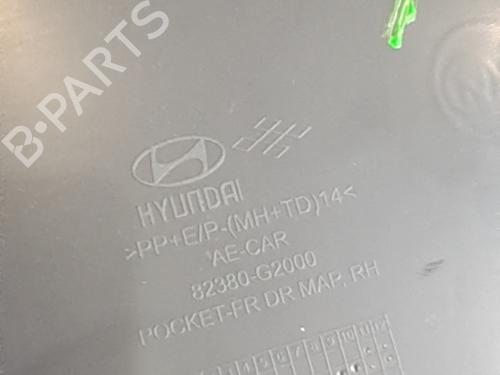 B-PARTS
HYUNDAI
>PP+E/P-(MH+TD)14<
AE-CAR
82380-G2000
POCKET-FR DR MAP, RH